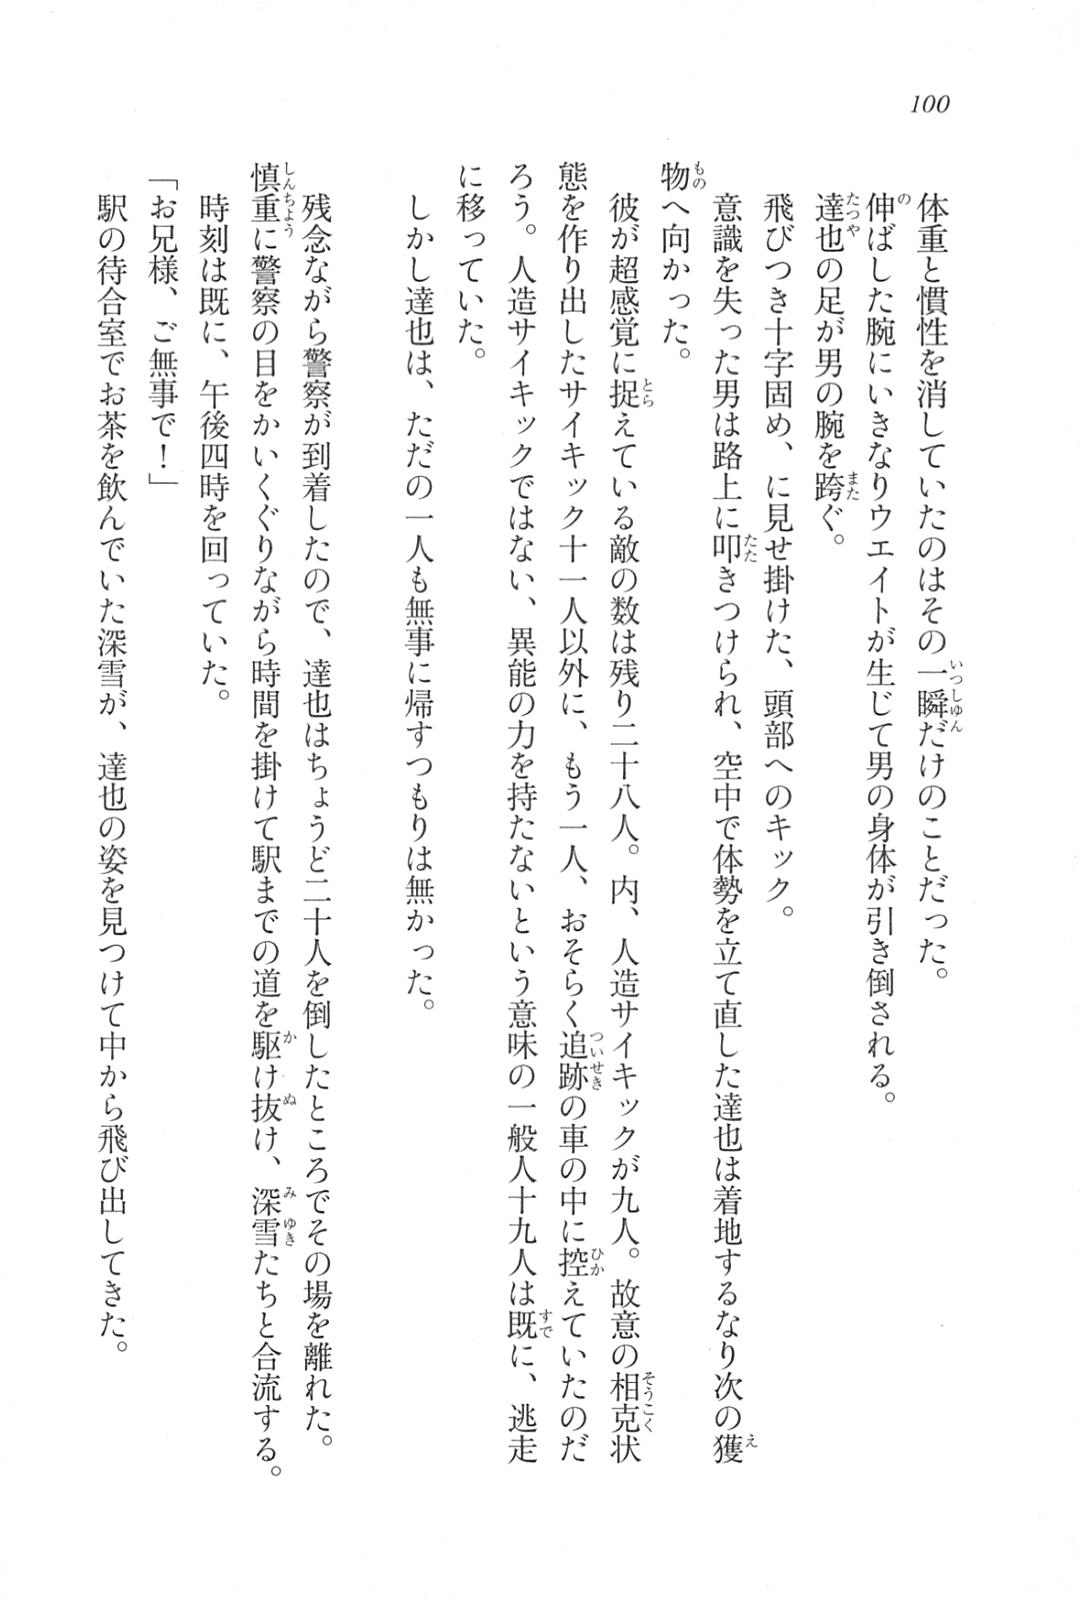 100
体重と慣性を消していたのはその一瞬だけのことだった。
伸ばした腕にいきなりウエイトが生じて男の身体が引き倒される。
達也の足が男の腕を跨ぐ。
飛びつき十字固め、に見せ掛けた、頭部へのキック。
意識を失った男は路上に叩きつけられ、空中で体勢を立て直した達也は着地するなり次の獲
物へ向かった。
彼が超感覚に捉えている敵の数は残り二十八人。内、人造サイキックが九人。故意の相克状
態を作り出したサイキック十一人以外に、もう一人、おそらく追跡の車の中に控えていたのだ
ろう。人造サイキックではない、異能の力を持たないという意味の一般人十九人は既に、逃走
に移っていた。
しかし達也は、ただの一人も無事に帰すつもりは無かった。
残念ながら警察が到着したので、達也はちょうど二十人を倒したところでその場を離れた。
慎重に警察の目をかいくぐりながら時間を掛けて駅までの道を駆け抜け、深雪たちと合流する。
時刻は既に、午後四時を回っていた。
「お兄様、ご無事で！」
駅の待合室でお茶を飲んでいた深雪が、達也の姿を見つけて中から飛び出してきた。